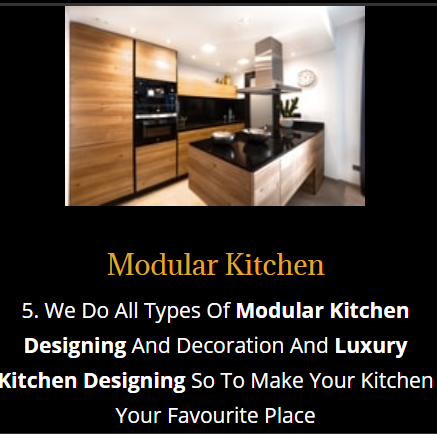 Modular Kitchen
5. We Do All Types Of Modular Kitchen
Designing And Decoration And Luxury
Kitchen Designing So To Make Your Kitchen
Your Favourite Place